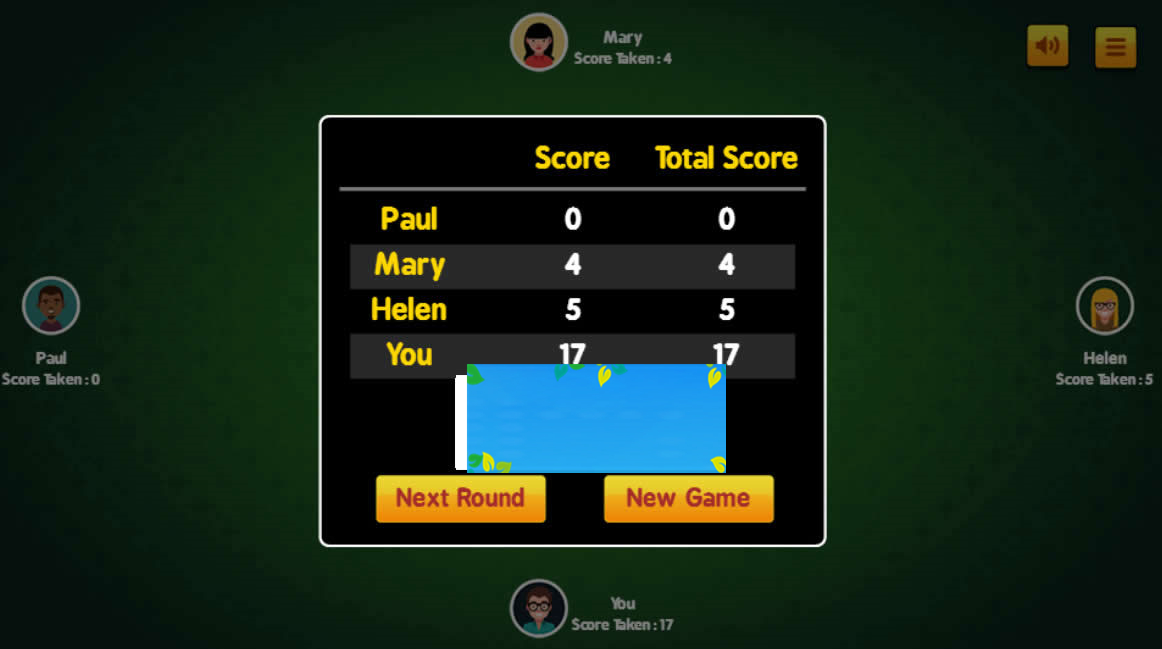 Mary
Score Taken : 4
Score Total Score
Paul 0 0
Mary 4 4
Helen 5 5
You 17 17
Paul
Score Taken : 0
Helen
Score Taken : 5
Next Round New Game
You
Score Taken : 17